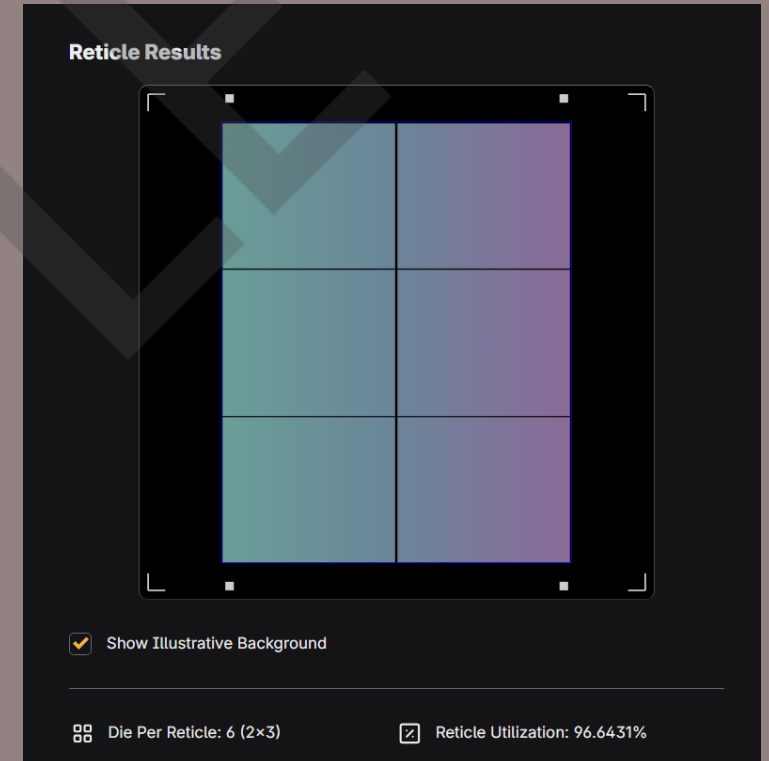 Reticle Results
Show Illustrative Background
Die Per Reticle: 6 (2×3)
Reticle Utilization: 96.6431%